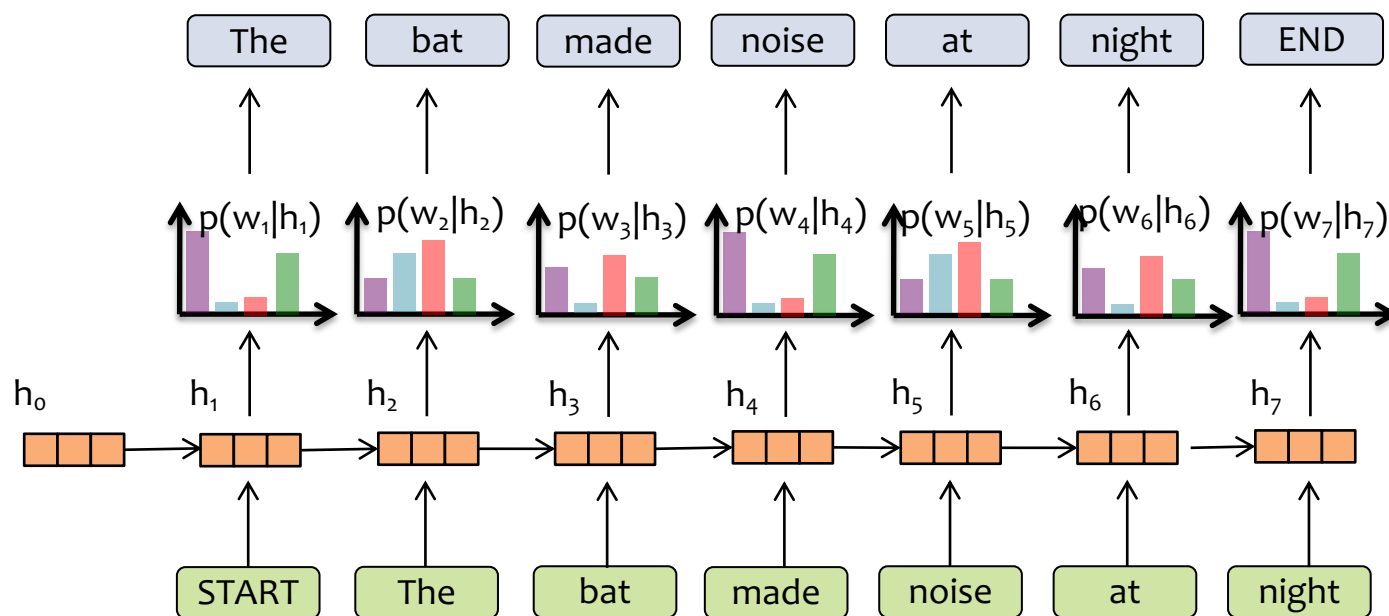 The bat made noise at night END
p(w₁|h₁) p(w₂|h₂) p(w₃|h₃) p(w₄|h₄) p(w₅|h₅) p(w₆|h₆) p(w₇|h₇)
h₀ h₁ h₂ h₃ h₄ h₅ h₆ h₇
START The bat made noise at night